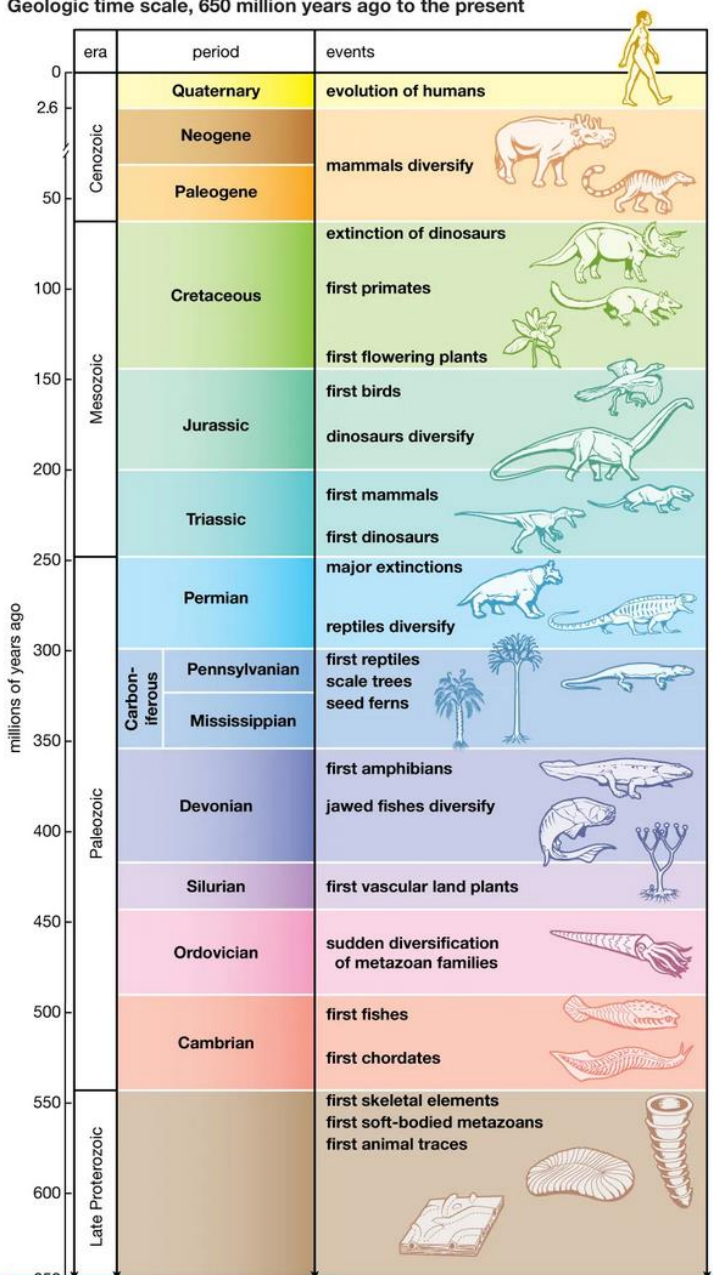 Geologic time scale, 650 million years ago to the present
era period events
0
Quaternary evolution of humans
2.6
Cenozoic
Neogene
mammals diversify
Paleogene
50
extinction of dinosaurs
100 first primates
Cretaceous
first flowering plants
Mesozoic
150
first birds
Jurassic
dinosaurs diversify
200
first mammals
Triassic
first dinosaurs
250
major extinctions
Permian
reptiles diversify
millions of years ago
300
Carbon-
iferous
Pennsylvanian
first reptiles
scale trees
seed ferns
Mississippian
350
first amphibians
Paleozoic
Devonian jawed fishes diversify
400
Silurian first vascular land plants
450
Ordovician
sudden diversification
of metazoan families
500 first fishes
Cambrian
first chordates
550
first skeletal elements
first soft-bodied metazoans
first animal traces
Late Proterozoic
600